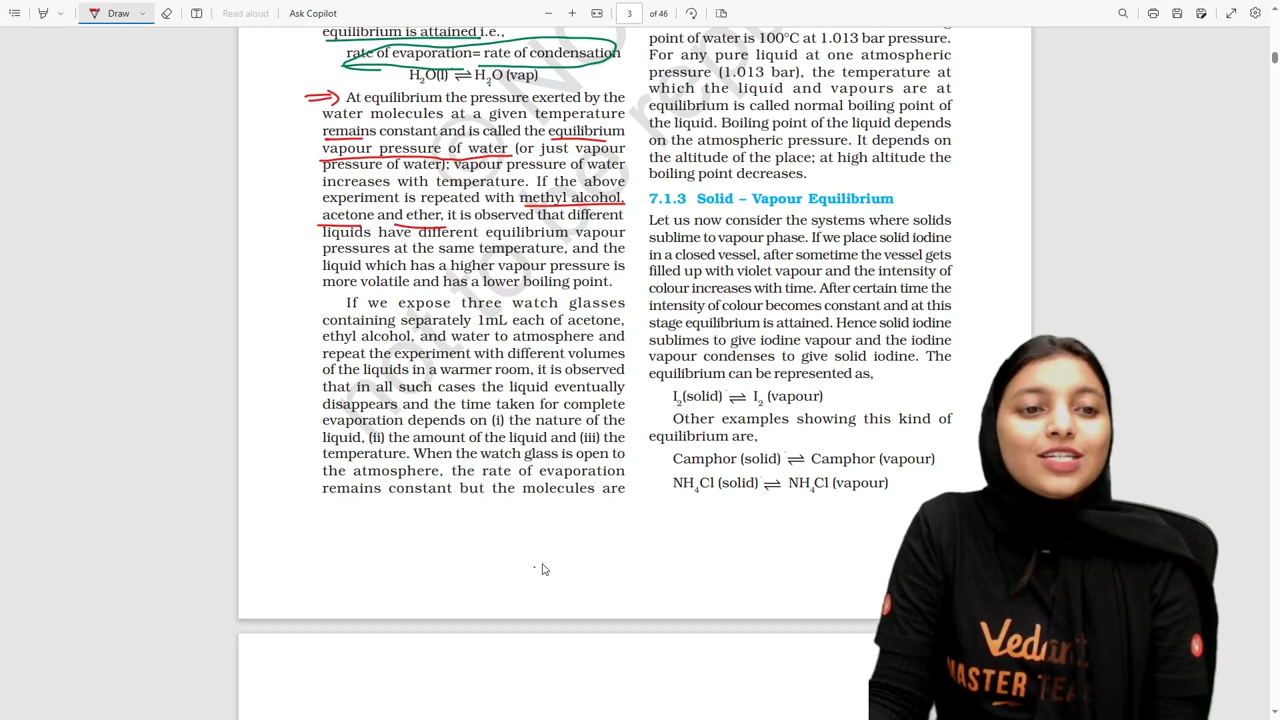 Draw
Read aloud
Ask Copilot
3
of 46
equilibrium is attained i.e.,
rate of evaporation= rate of condensation
H2O(l) ⇌ H2O (vap)
At equilibrium the pressure exerted by the
water molecules at a given temperature
remains constant and is called the equilibrium
vapour pressure of water (or just vapour
pressure of water); vapour pressure of water
increases with temperature. If the above
experiment is repeated with methyl alcohol,
acetone and ether, it is observed that different
liquids have different equilibrium vapour
pressures at the same temperature, and the
liquid which has a higher vapour pressure is
more volatile and has a lower boiling point.
If we expose three watch glasses
containing separately 1mL each of acetone,
ethyl alcohol, and water to atmosphere and
repeat the experiment with different volumes
of the liquids in a warmer room, it is observed
that in all such cases the liquid eventually
disappears and the time taken for complete
evaporation depends on (i) the nature of the
liquid, (ii) the amount of the liquid and (iii) the
temperature. When the watch glass is open to
the atmosphere, the rate of evaporation
remains constant but the molecules are
point of water is 100°C at 1.013 bar pressure.
For any pure liquid at one atmospheric
pressure (1.013 bar), the temperature at
which the liquid and vapours are at
equilibrium is called normal boiling point of
the liquid. Boiling point of the liquid depends
on the atmospheric pressure. It depends on
the altitude of the place; at high altitude the
boiling point decreases.
7.1.3 Solid – Vapour Equilibrium
Let us now consider the systems where solids
sublime to vapour phase. If we place solid iodine
in a closed vessel, after sometime the vessel gets
filled up with violet vapour and the intensity of
colour increases with time. After certain time the
intensity of colour becomes constant and at this
stage equilibrium is attained. Hence solid iodine
sublimes to give iodine vapour and the iodine
vapour condenses to give solid iodine. The
equilibrium can be represented as,
I2(solid) ⇌ I2 (vapour)
Other examples showing this kind of
equilibrium are,
Camphor (solid) ⇌ Camphor (vapour)
NH4Cl (solid) ⇌ NH4Cl (vapour)
not to be rep
© N
Vedant
MASTER TEA